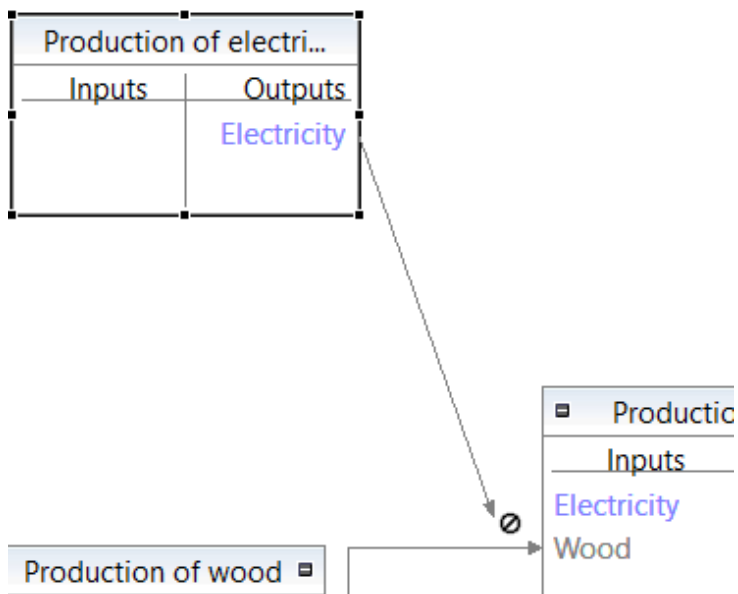 Production of electri...
Inputs Outputs
Electricity
Productio
Inputs
Electricity
Wood
Production of wood